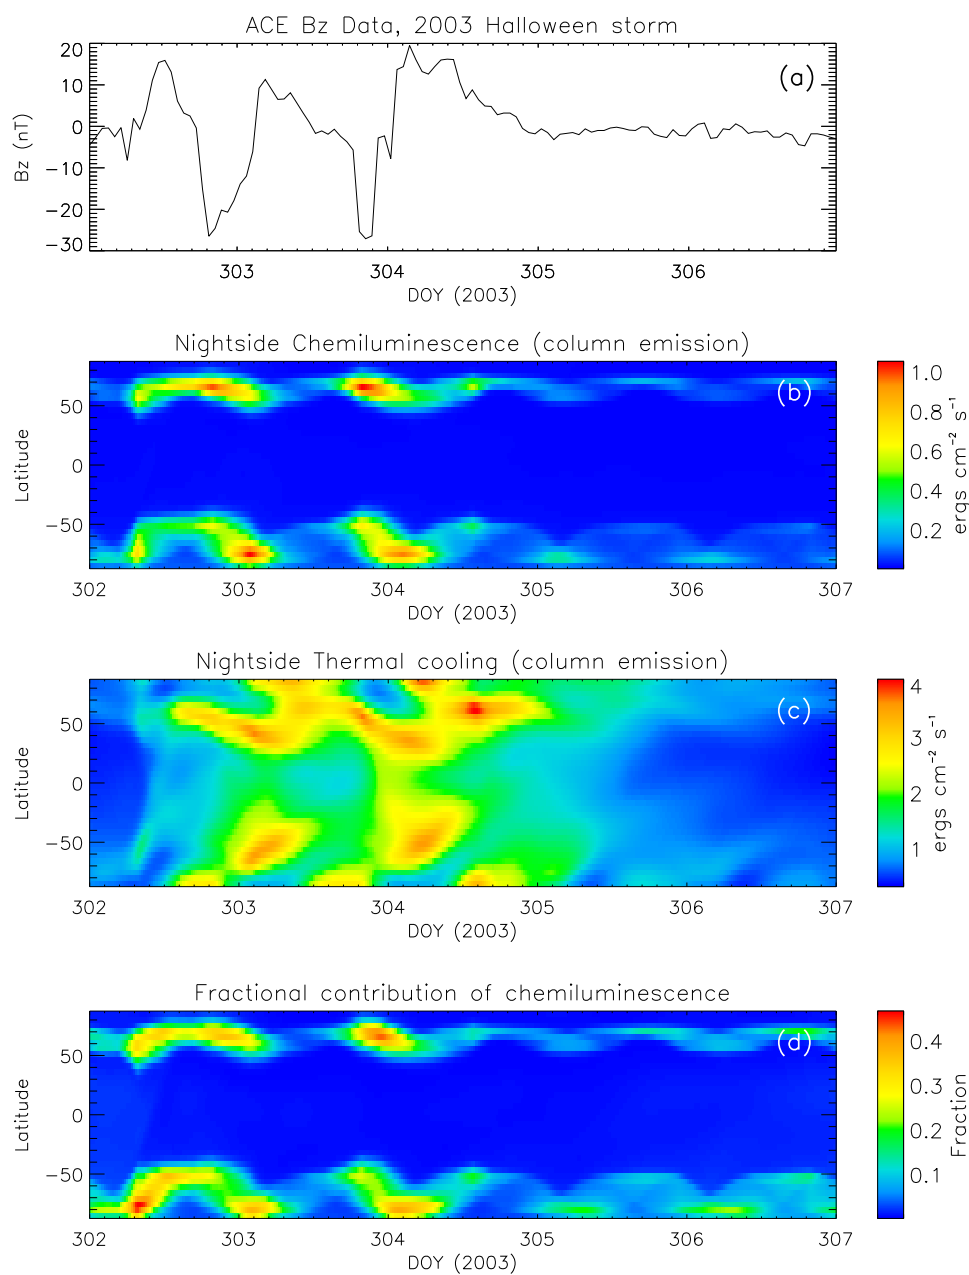 ACE Bz Data, 2003 Halloween storm
20
10
0
−10
−20
−30
Bz (nT)
(a)
303 304 305 306
DOY (2003)
Nightside Chemiluminescence (column emission)
50
0
−50
Latitude
(b)
302 303 304 305 306 307
DOY (2003)
1.0
0.8
0.6
0.4
0.2
ergs cm⁻² s⁻¹
Nightside Thermal cooling (column emission)
50
0
−50
Latitude
(c)
302 303 304 305 306 307
DOY (2003)
4
3
2
1
ergs cm⁻² s⁻¹
Fractional contribution of chemiluminescence
50
0
−50
Latitude
(d)
302 303 304 305 306 307
DOY (2003)
0.4
0.3
0.2
0.1
Fraction